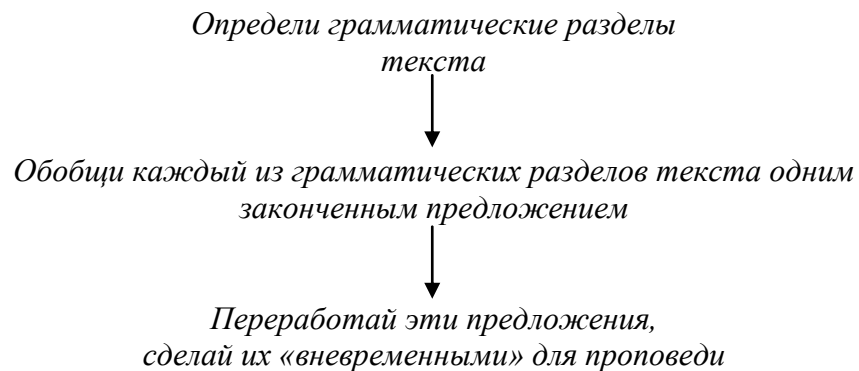 Определи грамматические разделы
текста
Обобщи каждый из грамматических разделов текста одним
законченным предложением
Переработай эти предложения,
сделай их «вневременными» для проповеди